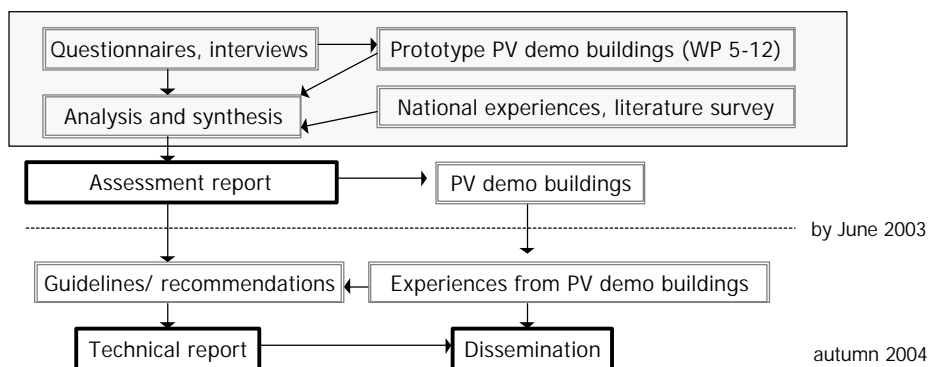 Questionnaires, interviews
Prototype PV demo buildings (WP 5-12)
Analysis and synthesis
National experiences, literature survey
Assessment report
PV demo buildings
by June 2003
Guidelines/ recommendations
Experiences from PV demo buildings
Technical report
Dissemination
autumn 2004